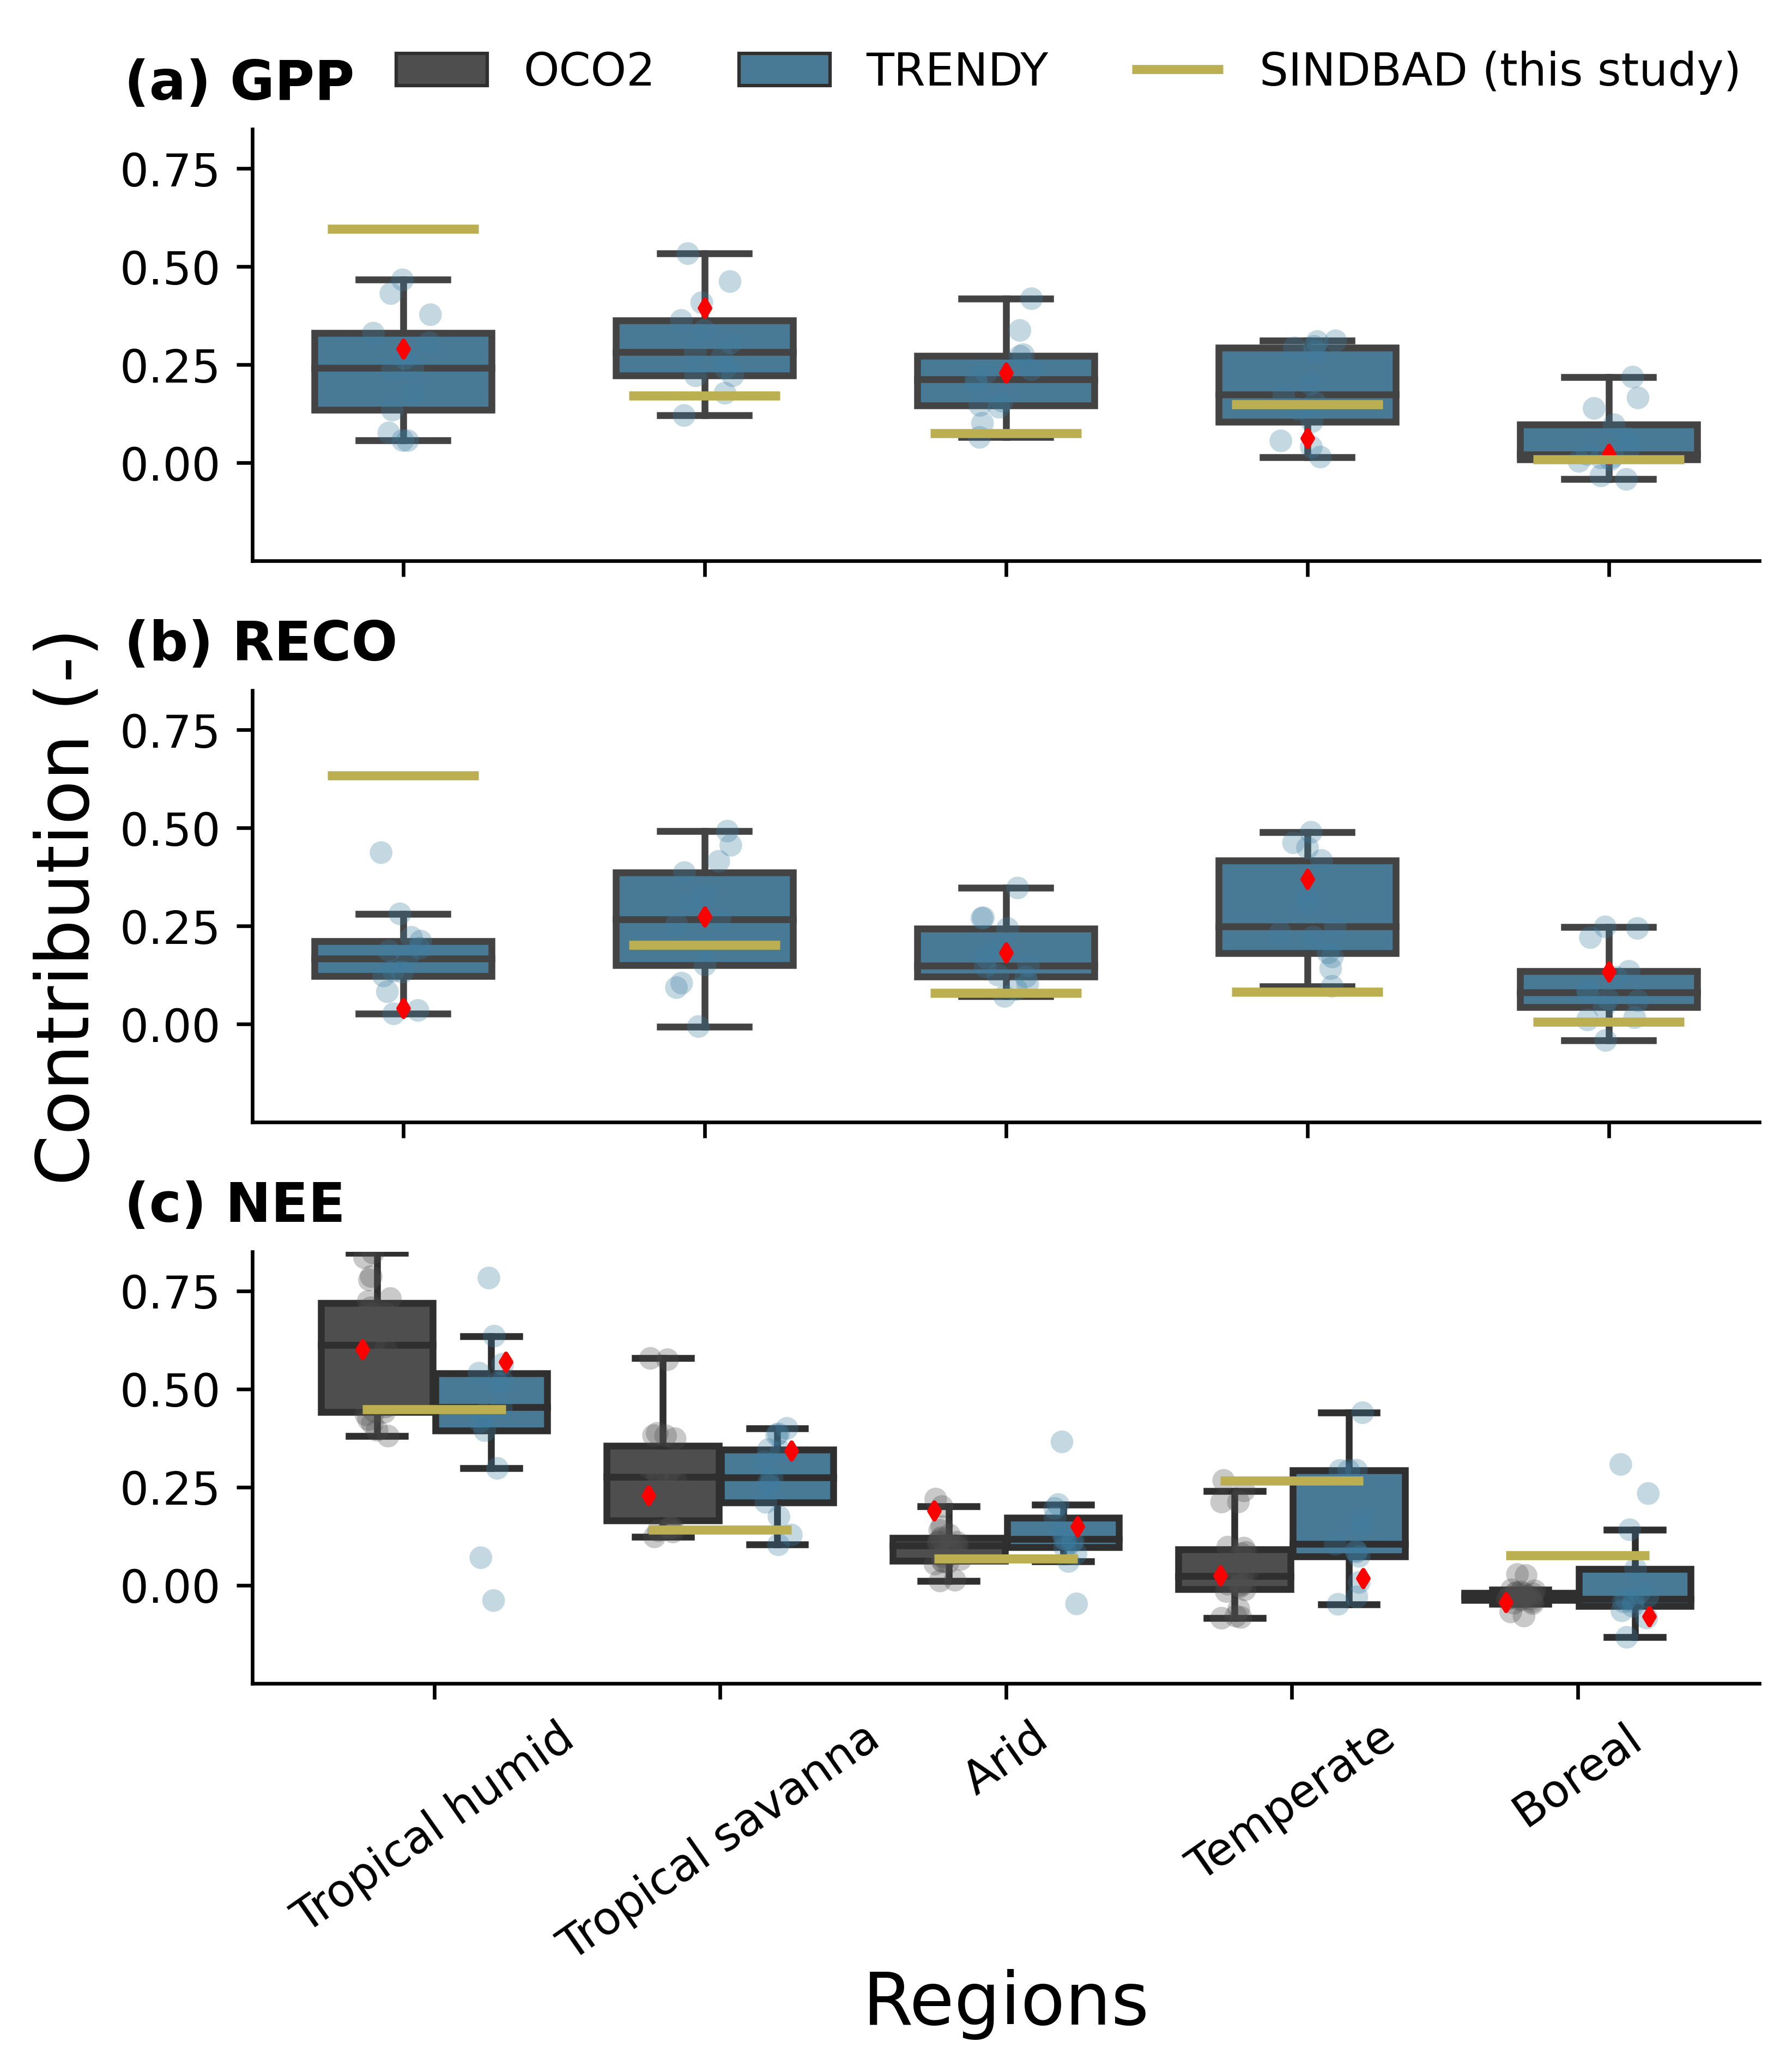 (a) GPP OCO2 TRENDY SINDBAD (this study)
0.75
0.50
0.25
0.00
(b) RECO
0.75
0.50
0.25
0.00
Contribution (-)
(c) NEE
0.75
0.50
0.25
0.00
Tropical humid
Tropical savanna
Arid
Temperate
Boreal
Regions